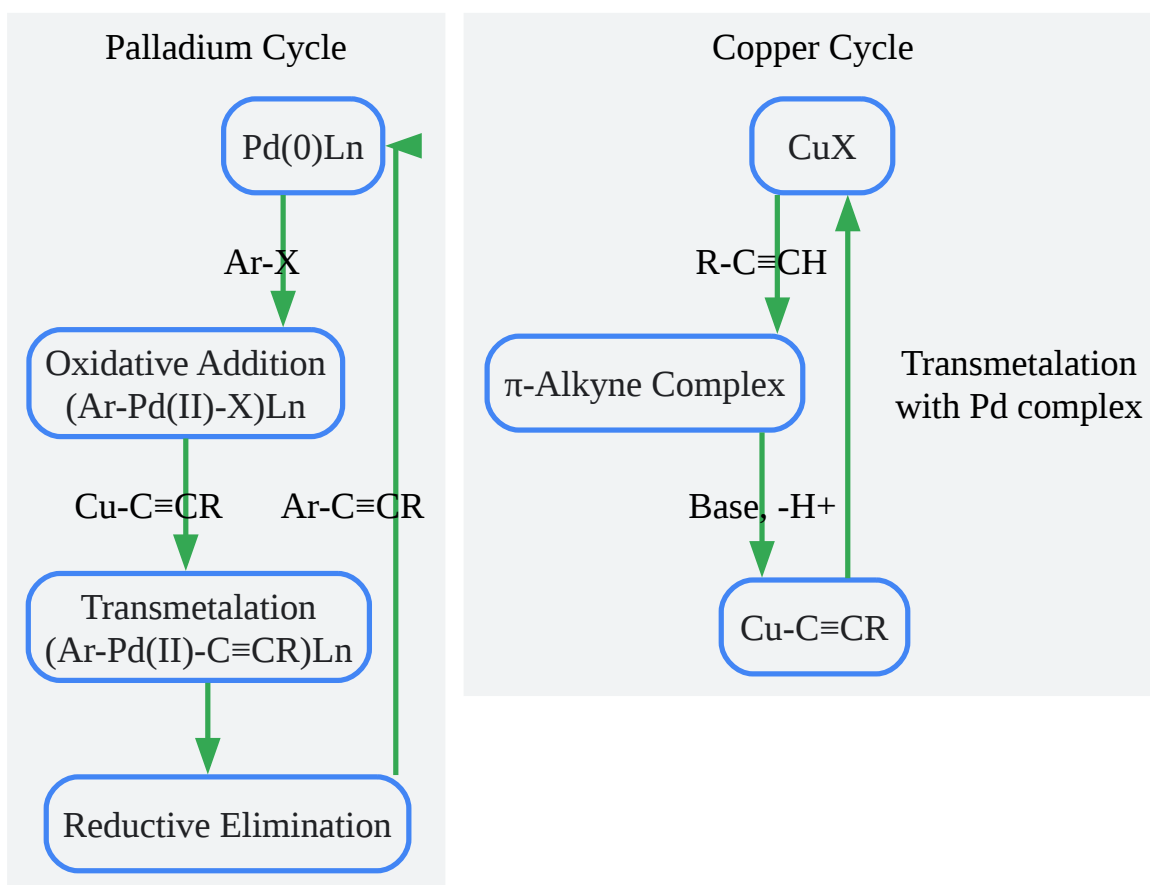 Palladium Cycle
Pd(0)Ln
Ar-X
Oxidative Addition
(Ar-Pd(II)-X)Ln
Cu-C≡CR
Ar-C≡CR
Transmetalation
(Ar-Pd(II)-C≡CR)Ln
Reductive Elimination
Copper Cycle
CuX
R-C≡CH
π-Alkyne Complex
Transmetalation
with Pd complex
Base, -H+
Cu-C≡CR